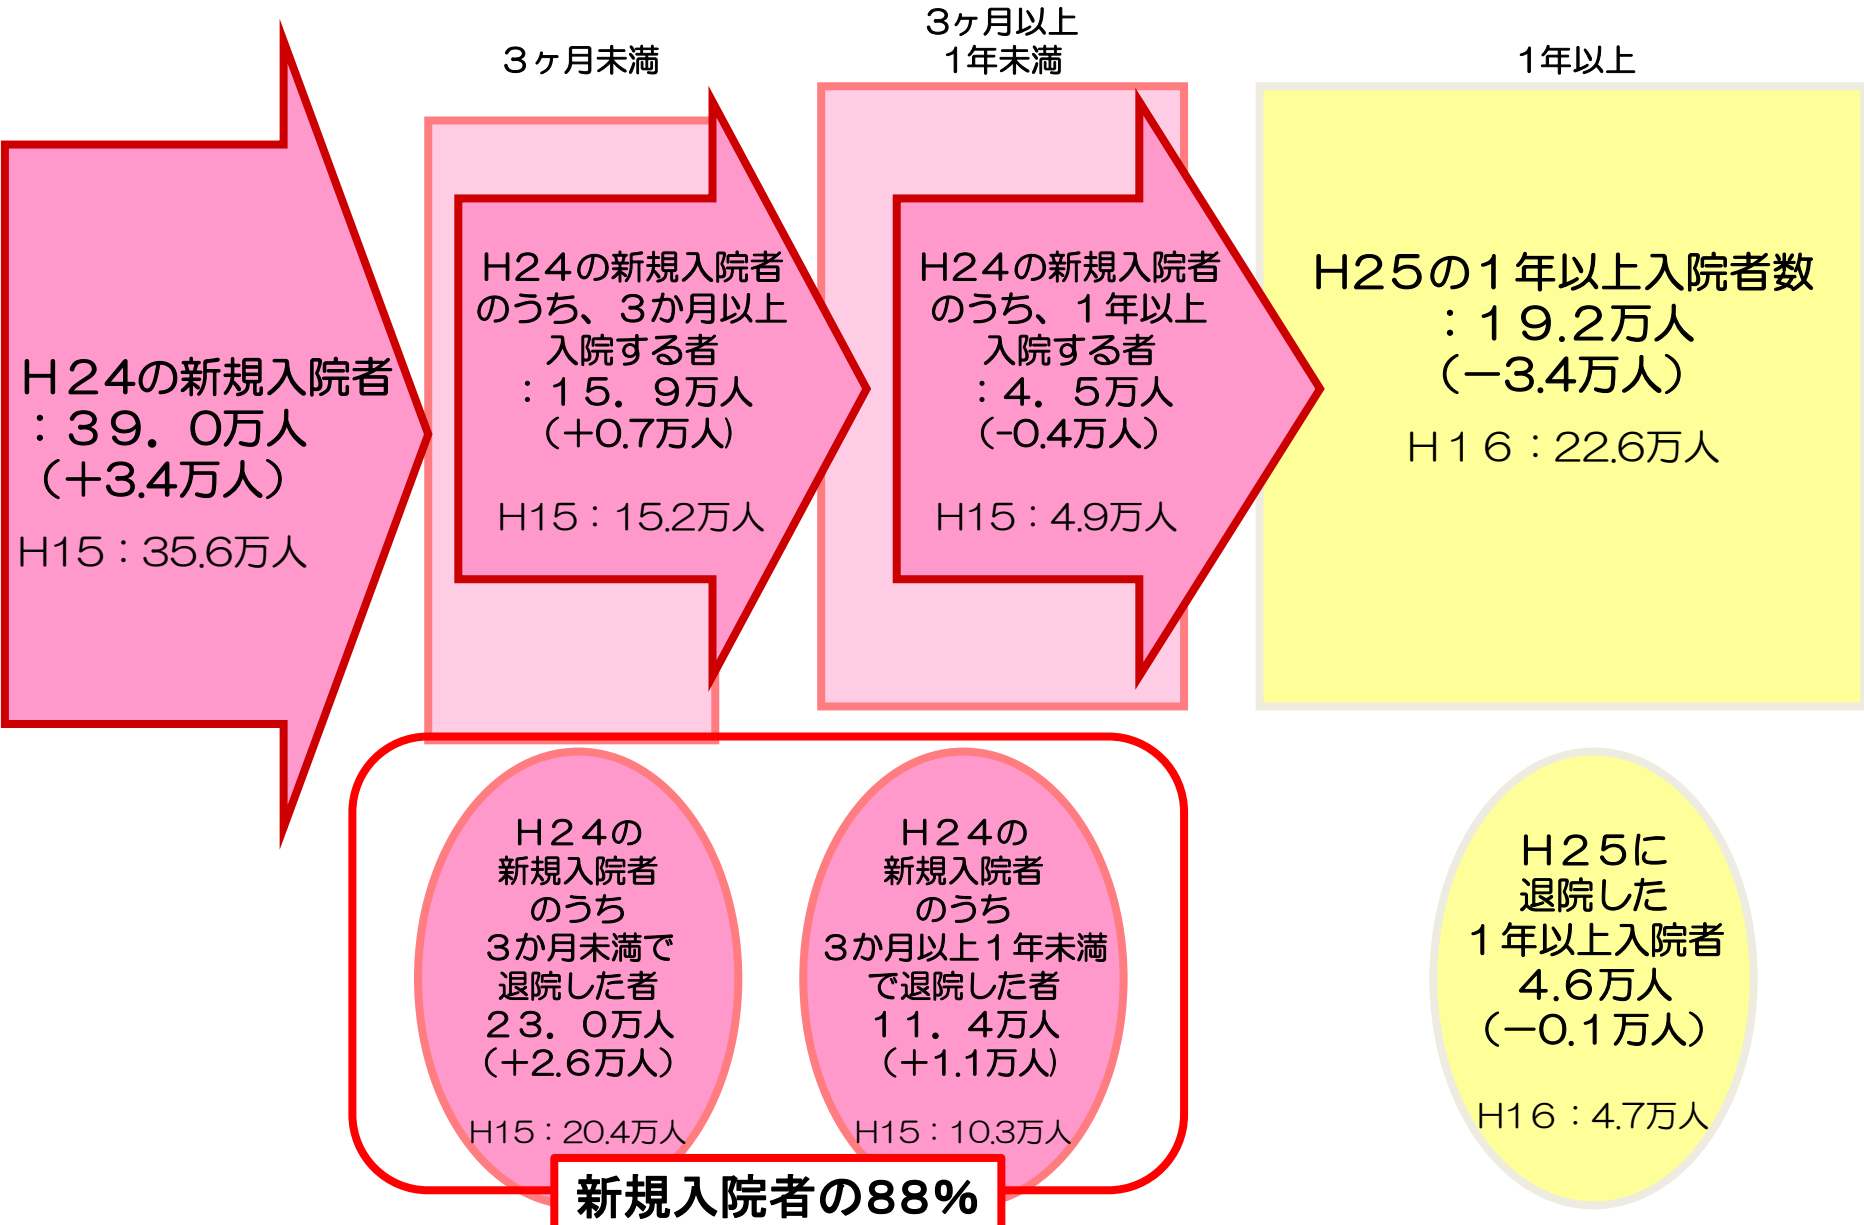 ３ヶ月未満
３ヶ月以上
１年未満
１年以上
Ｈ２４の新規入院者
：３９．０万人
（＋3.4万人）
H15：35.6万人
H２４の新規入院者
のうち、３か月以上
入院する者
：１５．９万人
（＋0.7万人)
H15：15.2万人
H２４の新規入院者
のうち、１年以上
入院する者
：４．５万人
（-0.4万人）
H15：4.9万人
H２５の１年以上入院者数
：１９.２万人
（－3.4万人）
Ｈ１６：22.6万人
Ｈ２４の
新規入院者
のうち
３か月未満で
退院した者
２３．０万人
（＋2.6万人）
H15：20.4万人
Ｈ２４の
新規入院者
のうち
３か月以上１年未満
で退院した者
１１．４万人
（＋1.1万人)
H15：10.3万人
新規入院者の88％
Ｈ２５に
退院した
１年以上入院者
４.６万人
（－0.１万人）
H1６：4.7万人